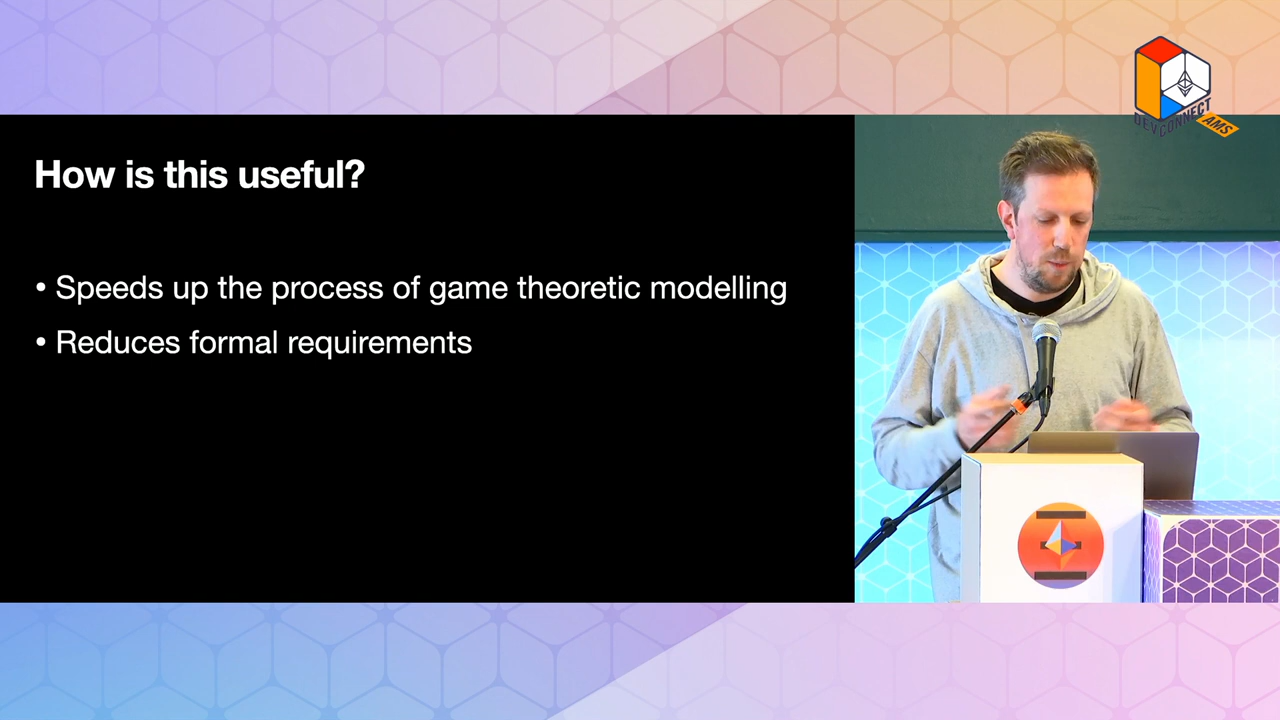 How is this useful?
• Speeds up the process of game theoretic modelling
• Reduces formal requirements
DEVCONNECT
AMS